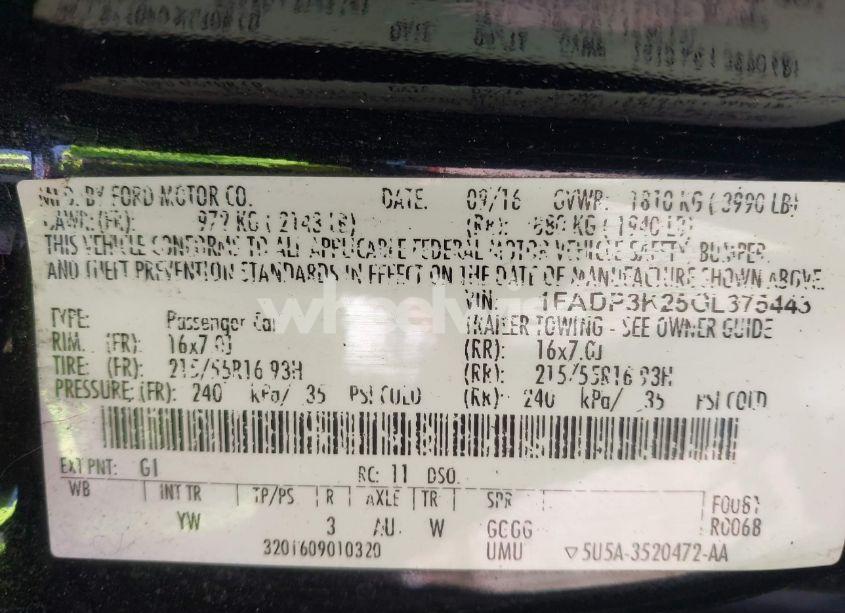 MFD. BY FORD MOTOR CO. DATE: 09/16 GVWR: 1810 KG ( 3990 LB)
GAWR: (FR): 979 KG ( 2143 LB) (RR): 880 KG ( 1940 LB)
THIS VEHICLE CONFORMS TO ALL APPLICABLE FEDERAL MOTOR VEHICLE SAFETY, BUMPER,
AND THEFT PREVENTION STANDARDS IN EFFECT ON THE DATE OF MANUFACTURE SHOWN ABOVE.
VIN: 1FADP3K25GL375443
TYPE: Passenger Car TRAILER TOWING - SEE OWNER GUIDE
RIM: (FR): 16x7.0J (RR): 16x7.0J
TIRE: (FR): 215/55R16 93H (RR): 215/55R16 93H
PRESSURE: (FR): 240 kPa/ 35 PSI COLD (RR): 240 kPa/ 35 PSI COLD
EXT PNT: G1 RC: 11 DSO:
WB INT TR TP/PS R AXLE TR SPR F0081
YW 3 AU W GCGG R0068
3201609010320 UMU ▽5U5A-3520472-AA